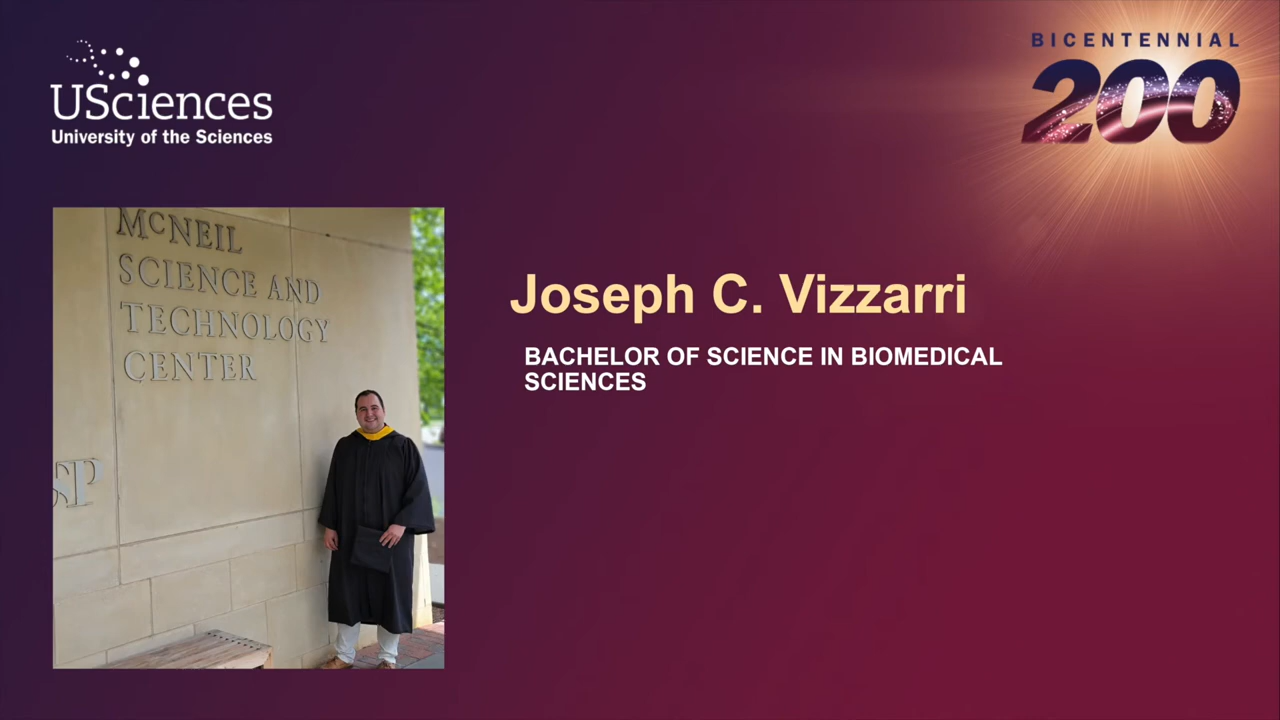 USciences
University of the Sciences
BICENTENNIAL
200
McNEIL
SCIENCE AND
TECHNOLOGY
CENTER
SP
Joseph C. Vizzarri
BACHELOR OF SCIENCE IN BIOMEDICAL
SCIENCES